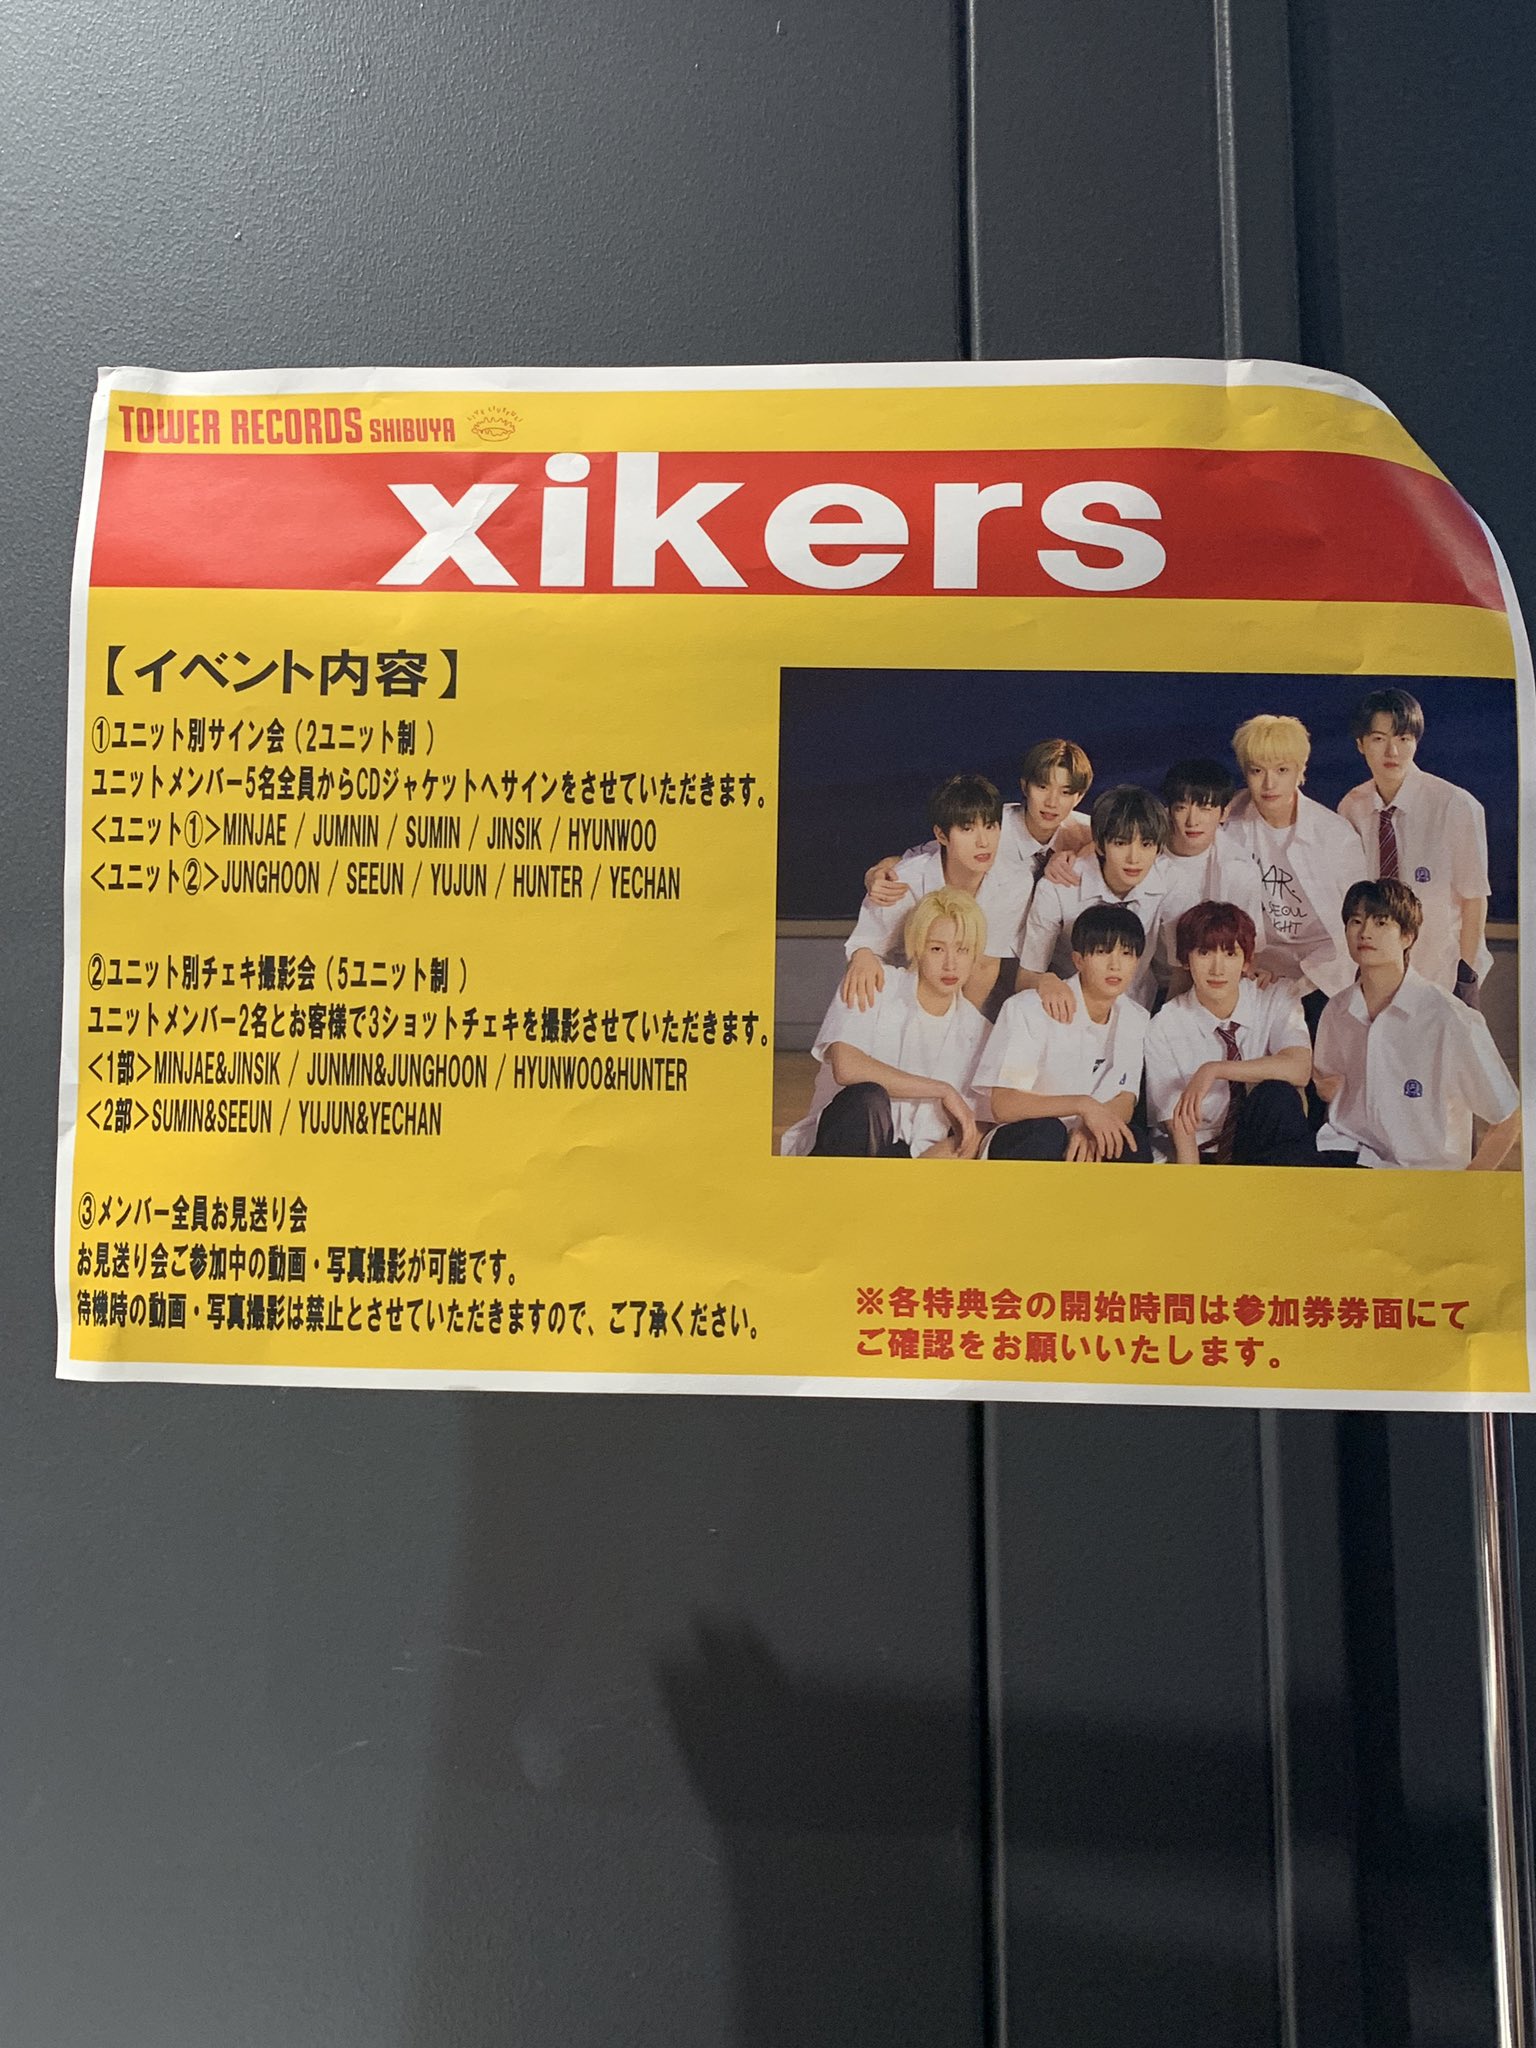 TOWER RECORDS SHIBUYA
xikers
【イベント内容】
①ユニット別サイン会(2ユニット制 )
ユニットメンバー5名全員からCDジャケットへサインをさせていただきます。
<ユニット①>MINJAE / JUMNIN / SUMIN / JINSIK / HYUNWOO
<ユニット②>JUNGHOON / SEEUN / YUJUN / HUNTER / YECHAN
②ユニット別チェキ撮影会(5ユニット制 )
ユニットメンバー2名とお客様で3ショットチェキを撮影させていただきます。
<1部>MINJAE&JINSIK / JUNMIN&JUNGHOON / HYUNWOO&HUNTER
<2部>SUMIN&SEEUN / YUJUN&YECHAN
③メンバー全員お見送り会
お見送り会ご参加中の動画・写真撮影が可能です。
待機時の動画・写真撮影は禁止とさせていただきますので、ご了承ください。
※各特典会の開始時間は参加券券面にて
ご確認をお願いいたします。